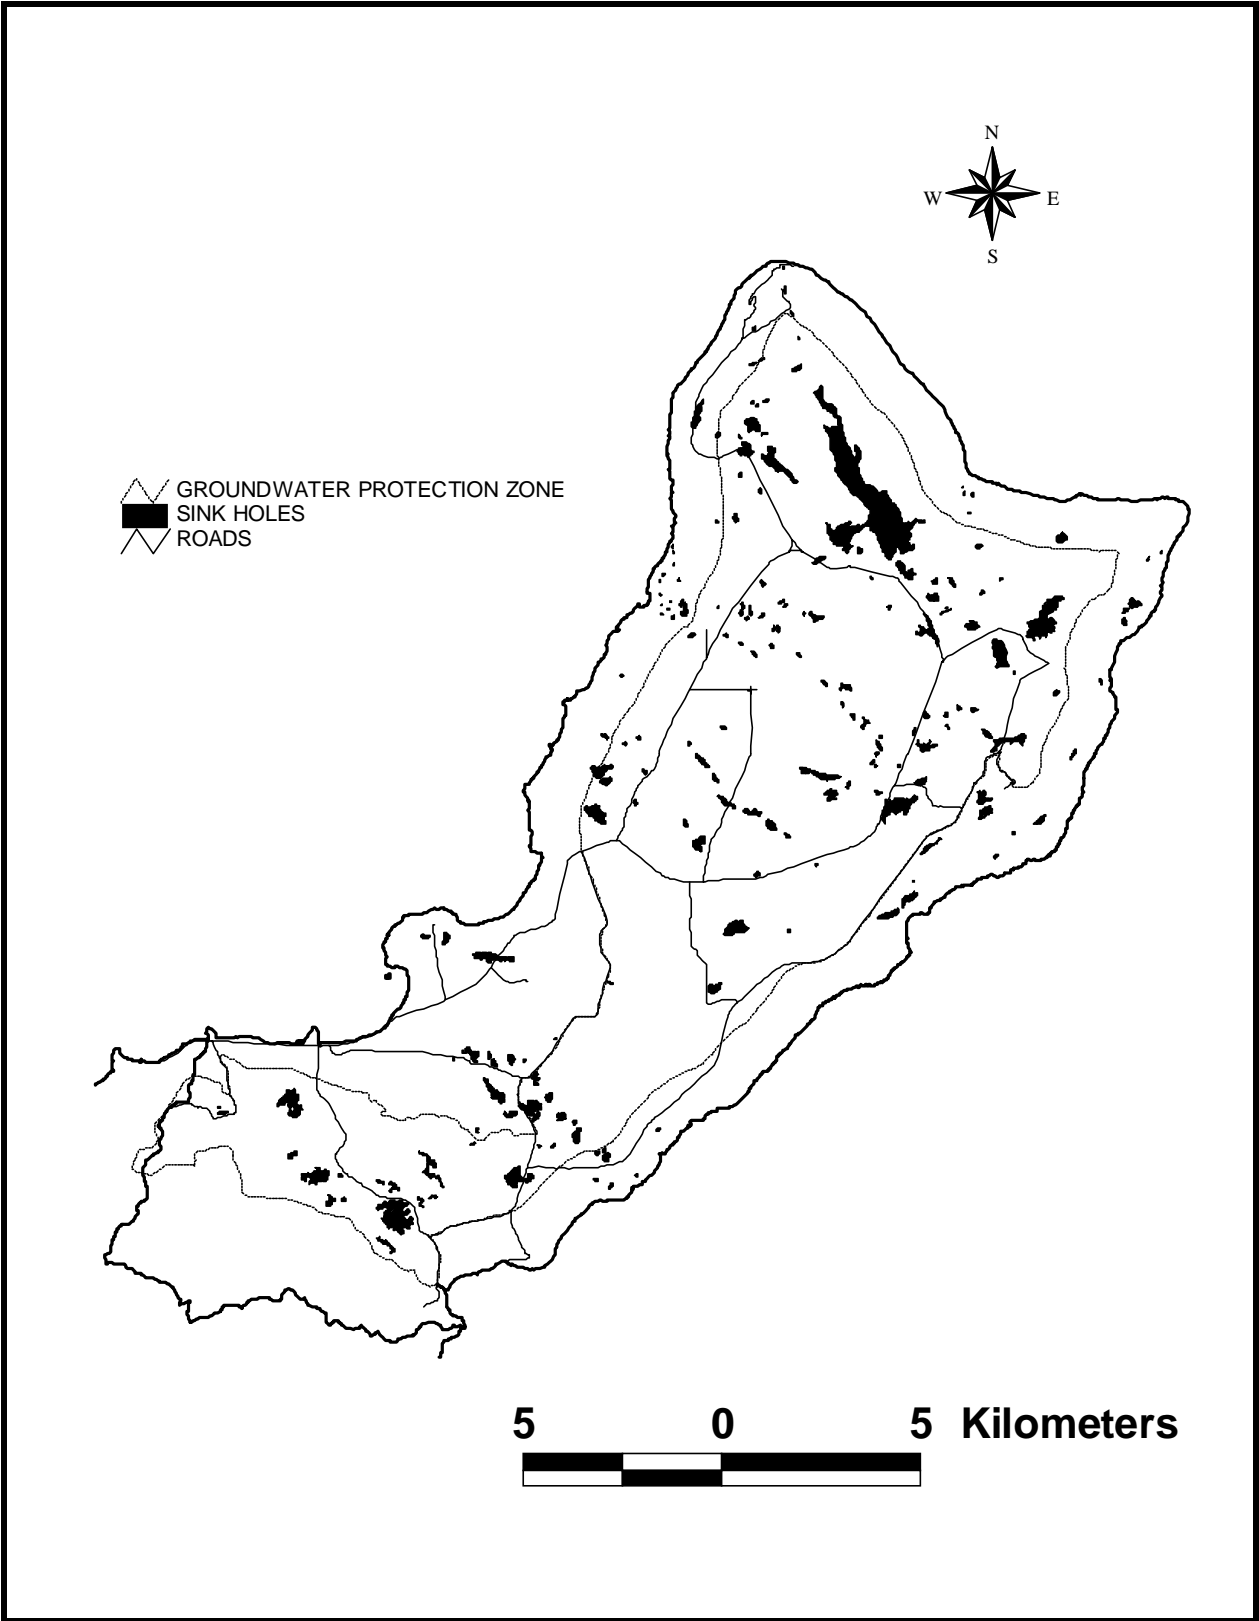 N
W E
S
GROUNDWATER PROTECTION ZONE
SINK HOLES
ROADS
5 0 5 Kilometers